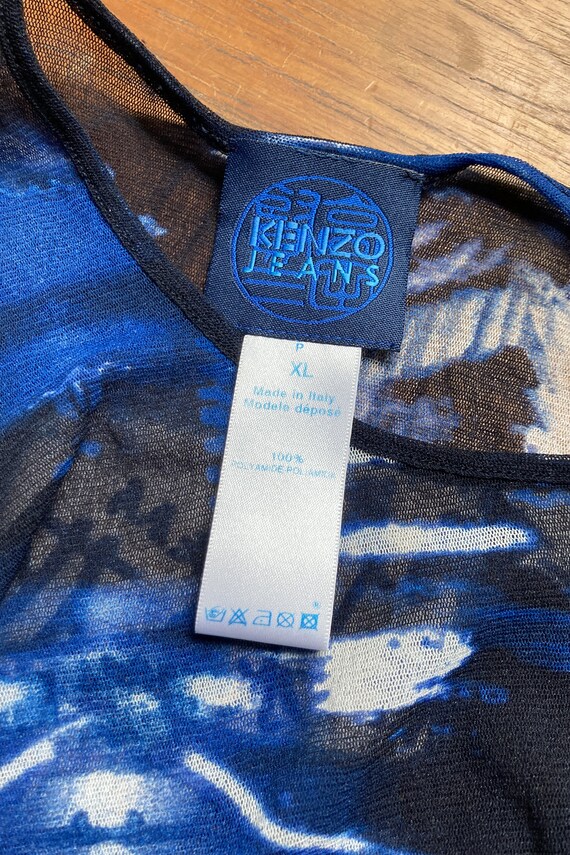 KENZO
JEANS
P
XL
Made in Italy
Modele déposé
100%
POLYAMIDE-POLIAMIDA